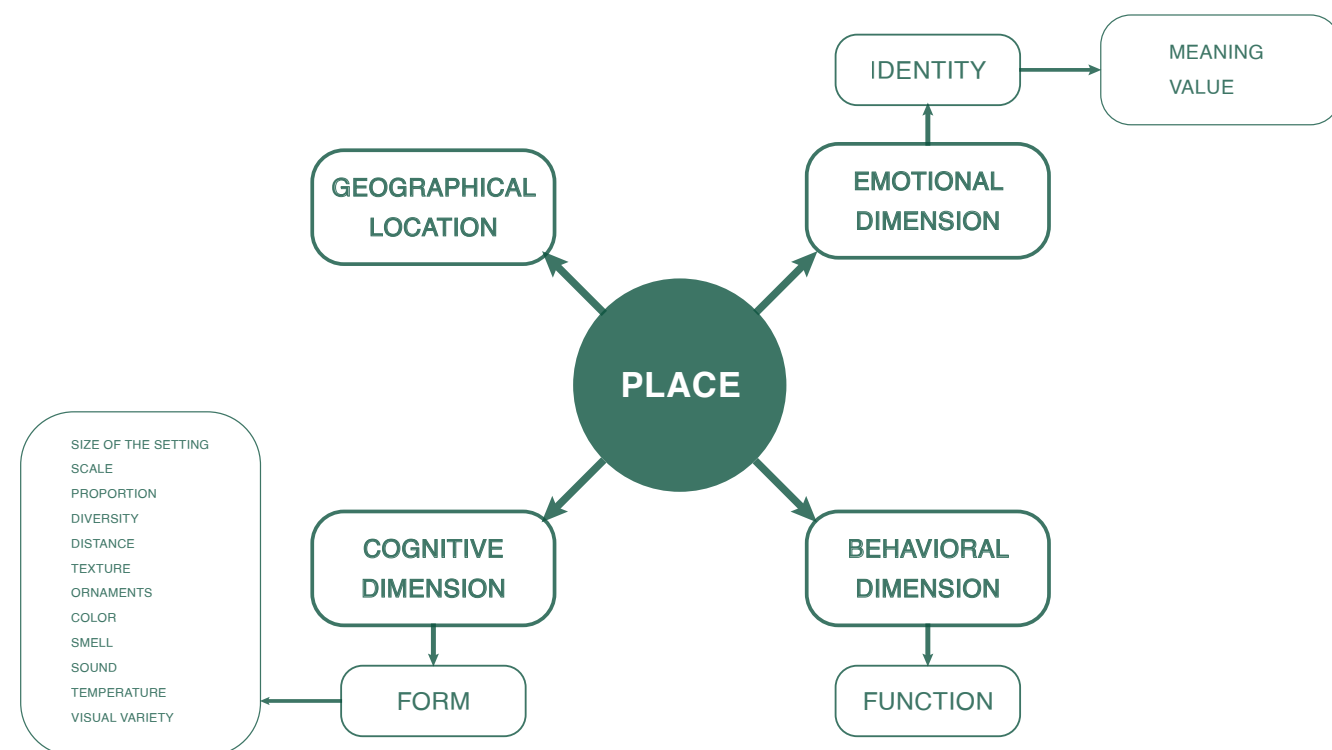 IDENTITY
MEANING
VALUE
GEOGRAPHICAL
LOCATION
EMOTIONAL
DIMENSION
PLACE
SIZE OF THE SETTING
SCALE
PROPORTION
DIVERSITY
DISTANCE
TEXTURE
ORNAMENTS
COLOR
SMELL
SOUND
TEMPERATURE
VISUAL VARIETY
COGNITIVE
DIMENSION
BEHAVIORAL
DIMENSION
FORM
FUNCTION